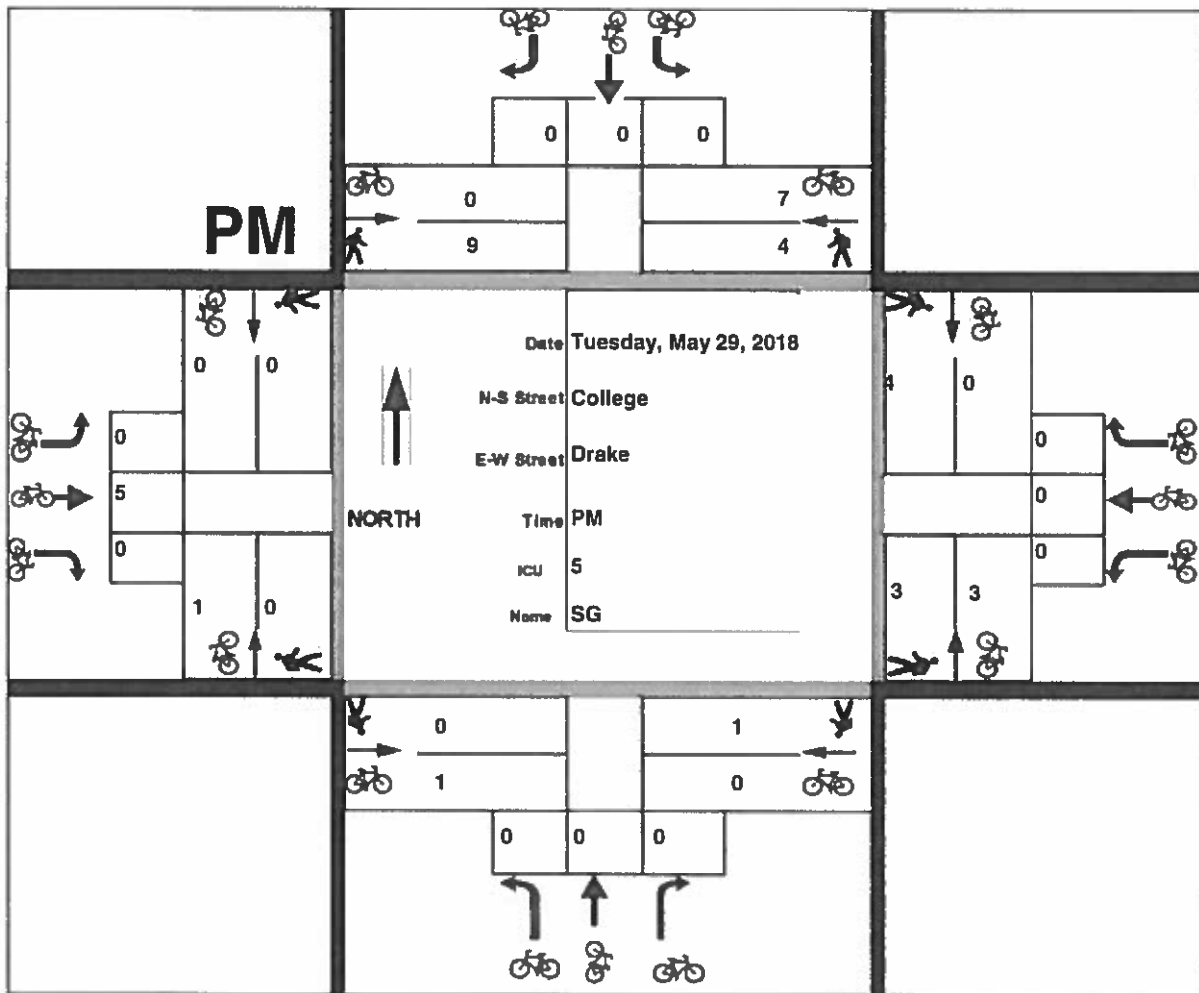 0 0 0
PM
0 7
9 4
0 0
Date Tuesday, May 29, 2018
4 0
N-S Street College
0
E-W Street Drake
0
5
NORTH
Time PM
0
0
ICU 5
0
1 0
Name SG
3 3
0 1
1 0
0 0 0